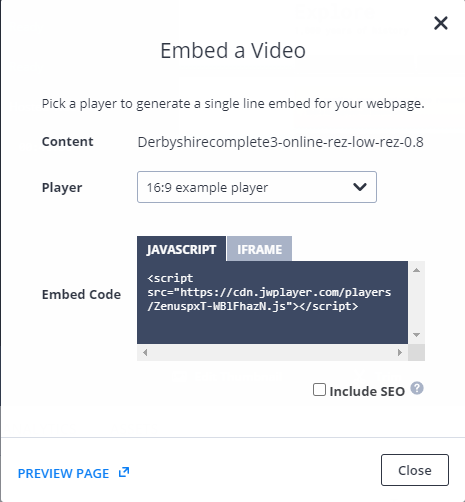 Embed a Video
Pick a player to generate a single line embed for your webpage.
Content Derbyshirecomplete3-online-rez-low-rez-0.8
Player 16:9 example player
JAVASCRIPT IFRAME
Embed Code
<script
src="https://cdn.jwplayer.com/players
/ZenuspxT-WB1FhazN.js"></script>
Include SEO ?
PREVIEW PAGE
Close